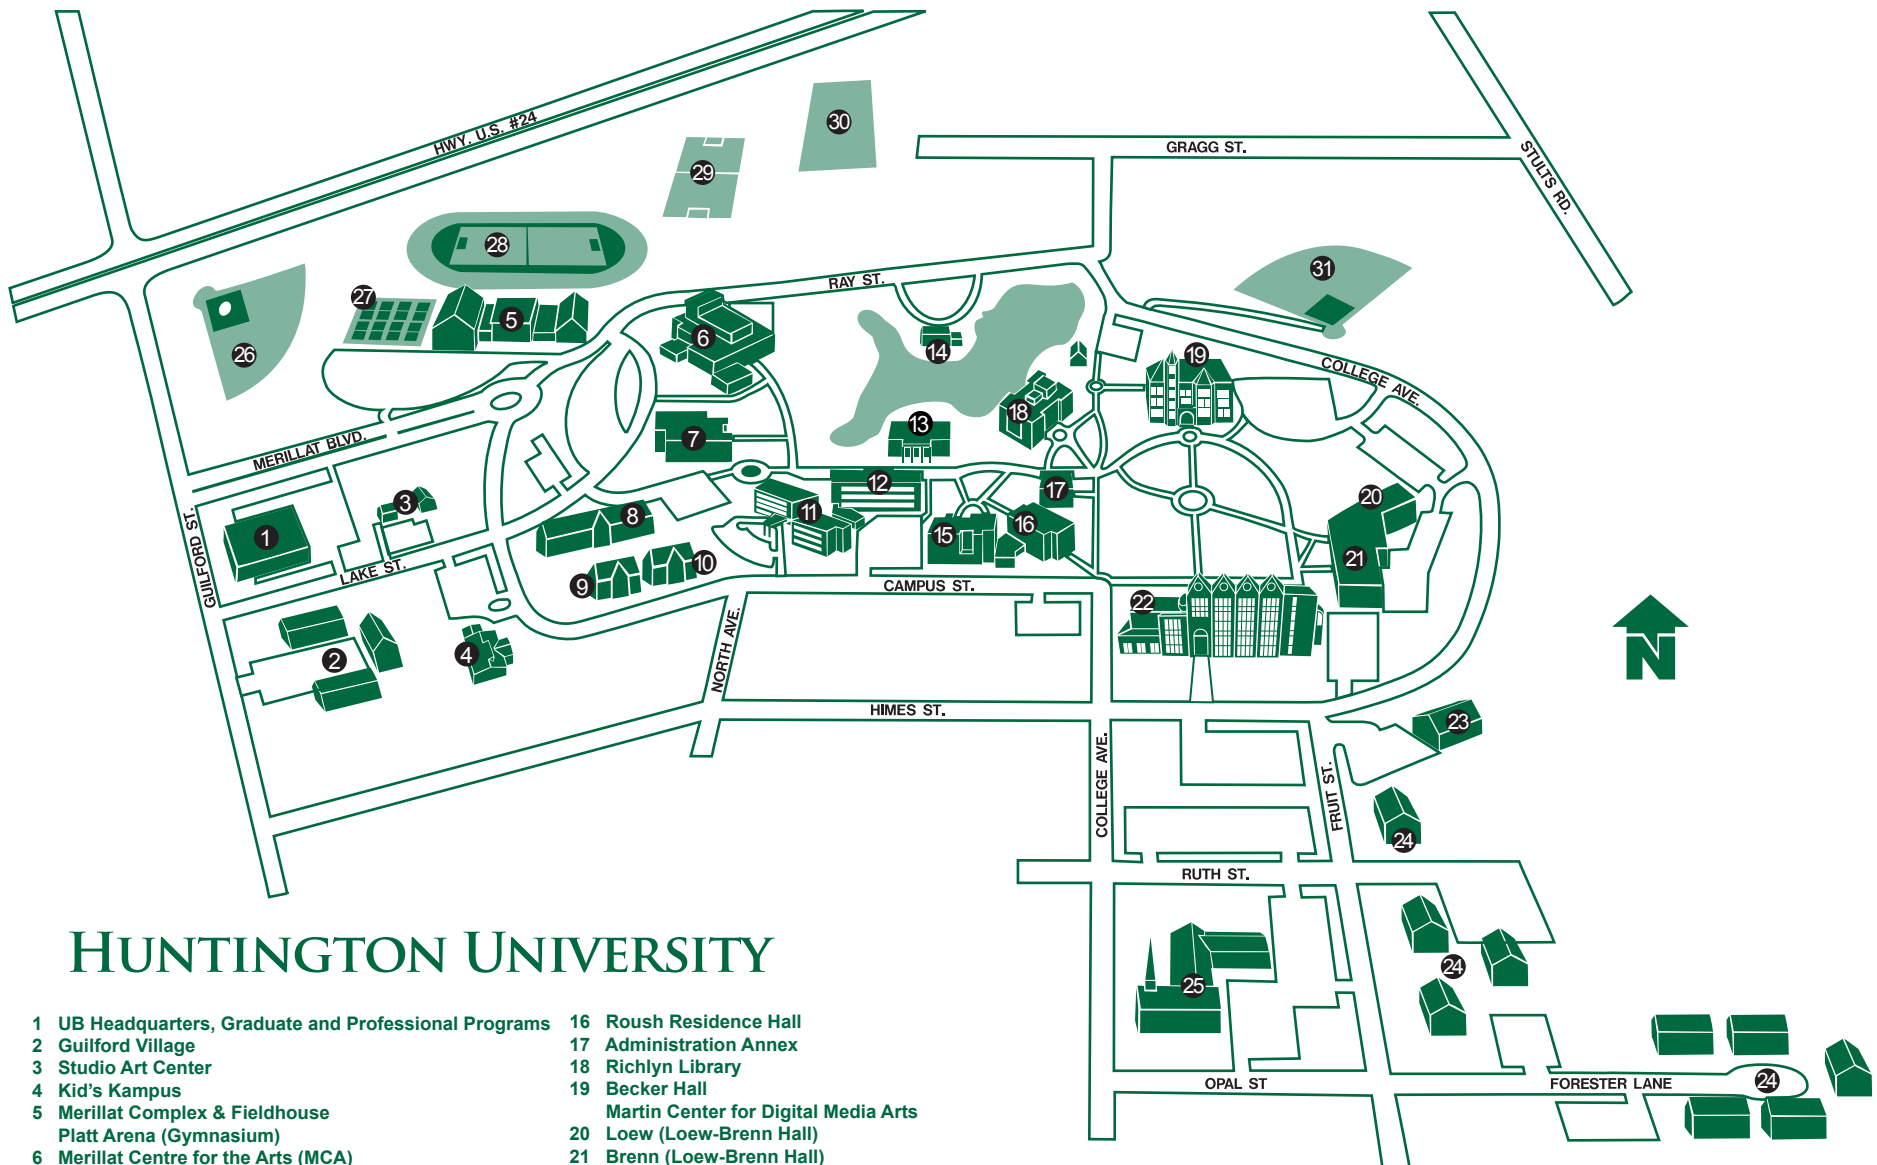 HWY. U.S. #24
30
29
GRAGG ST.
STULTS RD.
28
31
RAY ST.
27
5
6
26
14
19
COLLEGE AVE.
18
13
7
MERILLAT BLVD.
12
17
20
3
8
11
16
15
1
21
GUILFORD ST.
LAKE ST.
10
9
CAMPUS ST.
22
NORTH AVE.
2
4
HIMES ST.
23
COLLEGE AVE.
FRUIT ST.
24
RUTH ST.
N
HUNTINGTON UNIVERSITY
24
25
OPAL ST
FORESTER LANE
24
1 UB Headquarters, Graduate and Professional Programs
2 Guilford Village
3 Studio Art Center
4 Kid's Kampus
5 Merillat Complex & Fieldhouse
Platt Arena (Gymnasium)
6 Merillat Centre for the Arts (MCA)
16 Roush Residence Hall
17 Administration Annex
18 Richlyn Library
19 Becker Hall
Martin Center for Digital Media Arts
20 Loew (Loew-Brenn Hall)
21 Brenn (Loew-Brenn Hall)